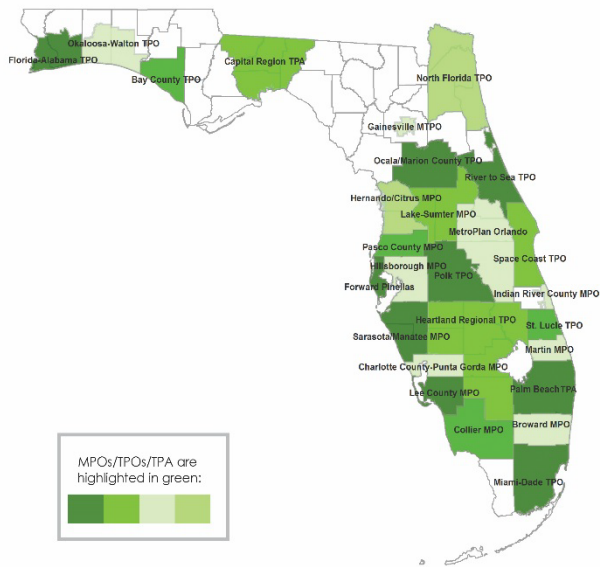 Okaloosa-Walton TPO
Florida-Alabama TPO
Bay County TPO
Capital Region TPA
North Florida TPO
Gainesville MTPO
Ocala/Marion County TPO
River to Sea TPO
Hernando/Citrus MPO
Lake-Sumter MPO
MetroPlan Orlando
Pasco County MPO
Space Coast TPO
Hillsborough MPO
Polk TPO
Forward Pinellas
Indian River County MPO
Heartland Regional TPO
St. Lucie TPO
Sarasota/Manatee MPO
Martin MPO
Charlotte County-Punta Gorda MPO
Lee County MPO
Palm Beach TPA
Broward MPO
Collier MPO
Miami-Dade TPO
MPOs/TPOs/TPA are
highlighted in green: